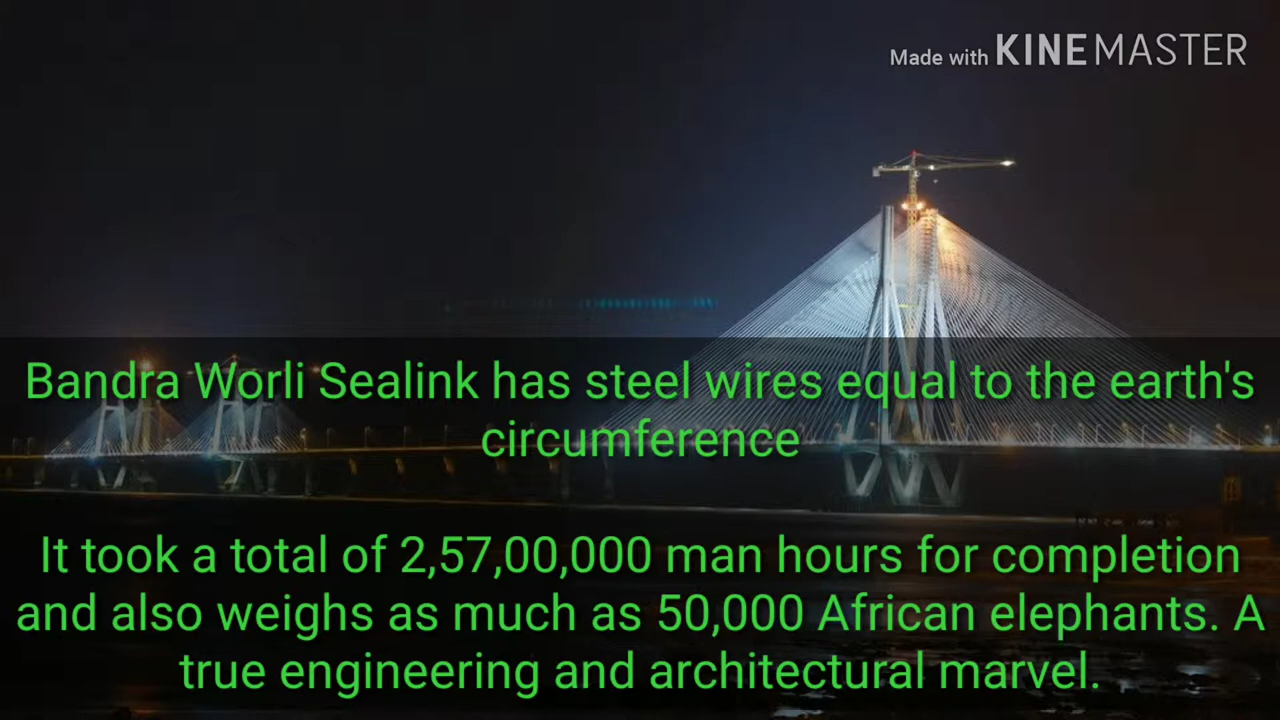 Made with KINEMASTER
Bandra Worli Sealink has steel wires equal to the earth's
circumference
It took a total of 2,57,00,000 man hours for completion
and also weighs as much as 50,000 African elephants. A
true engineering and architectural marvel.